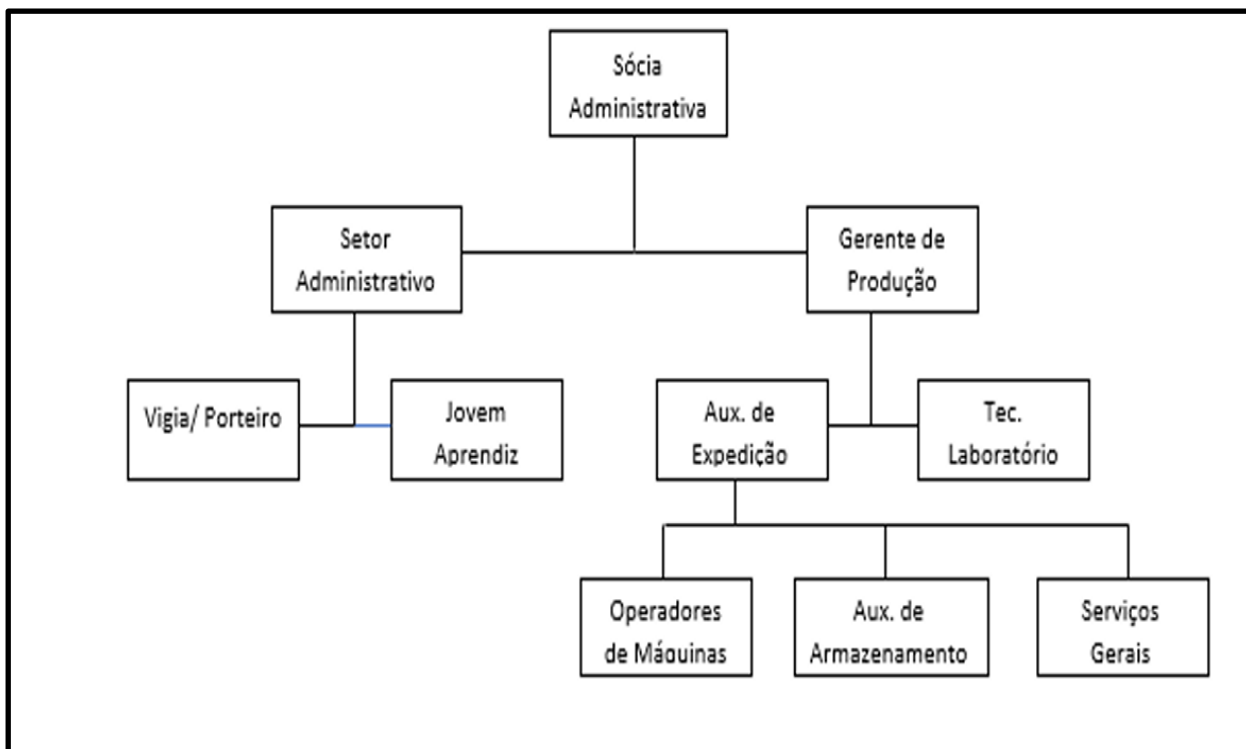 Sócia
Administrativa
Setor
Administrativo
Gerente de
Produção
Vigia/ Porteiro
Jovem
Aprendiz
Aux. de
Expedição
Tec.
Laboratório
Operadores
de Máquinas
Aux. de
Armazenamento
Serviços
Gerais